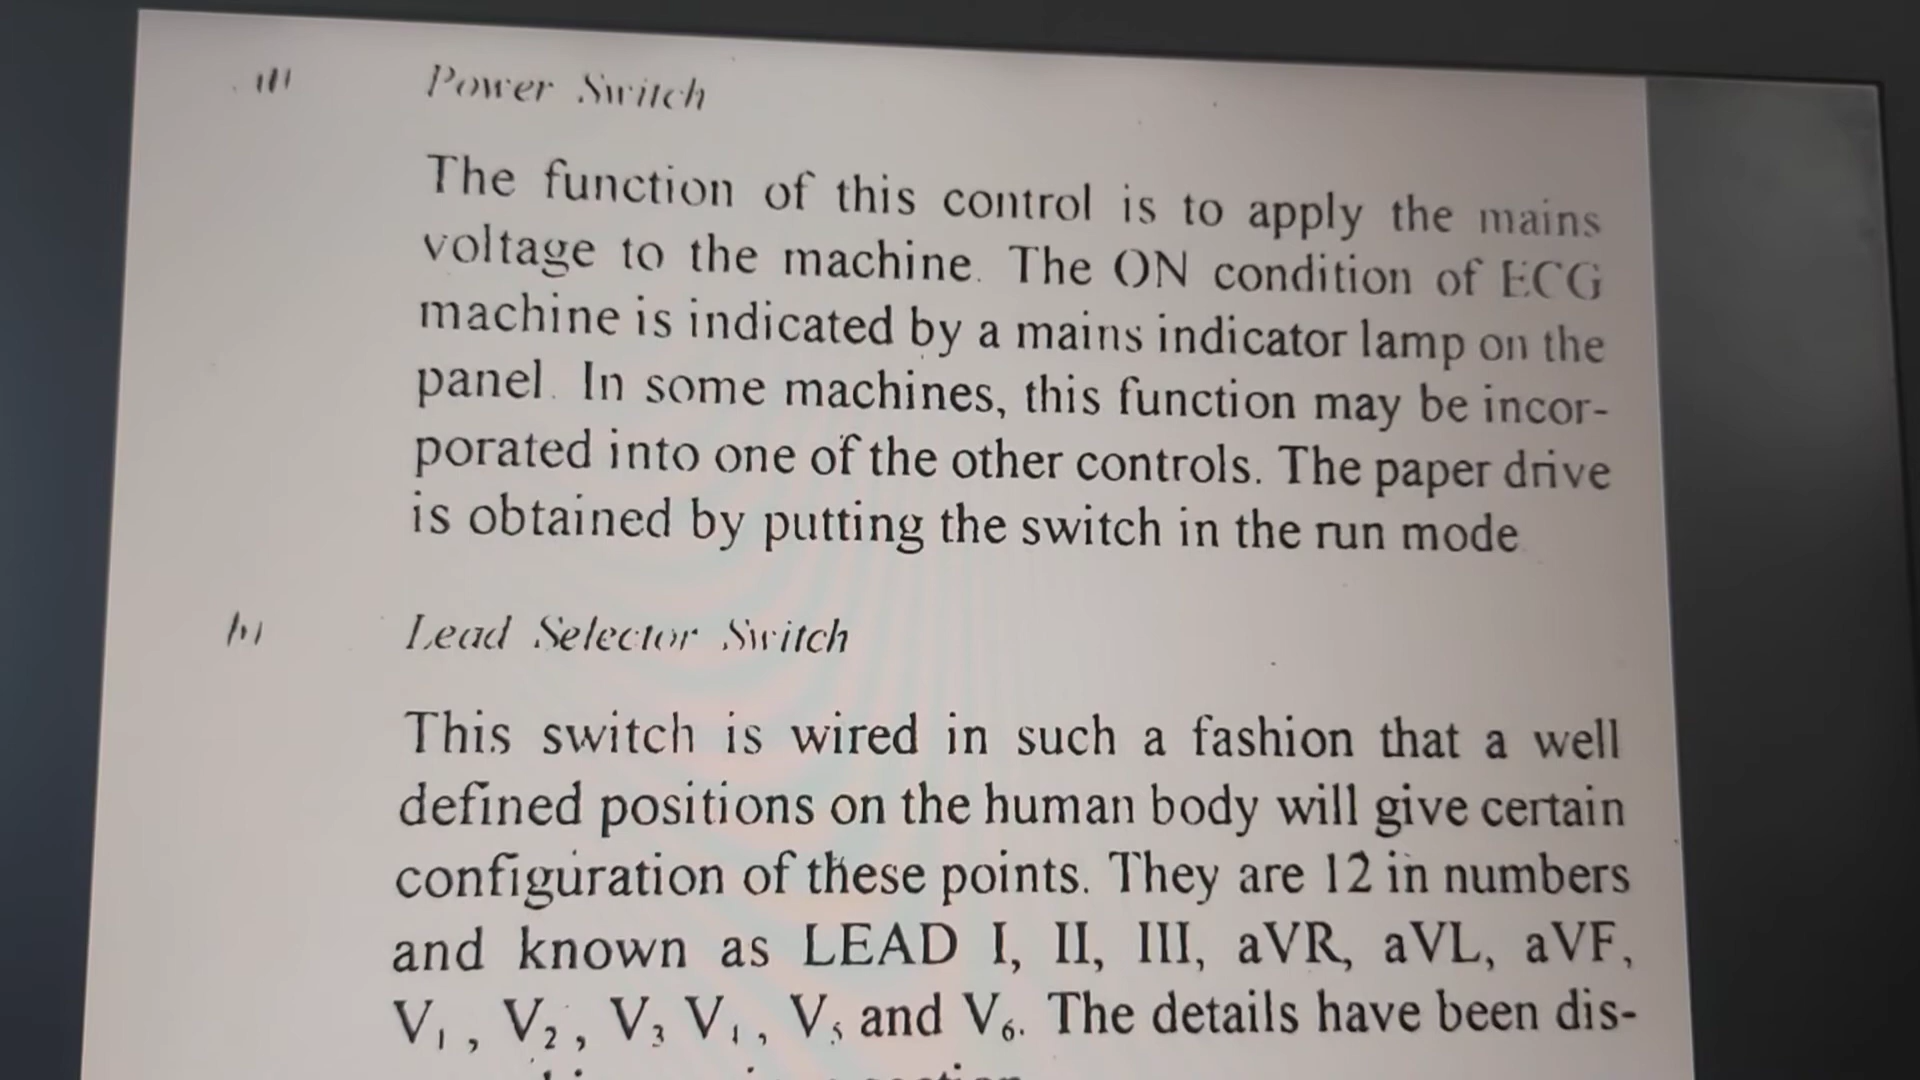 Power Switch
The function of this control is to apply the mains
voltage to the machine. The ON condition of ECG
machine is indicated by a mains indicator lamp on the
panel. In some machines, this function may be incor-
porated into one of the other controls. The paper drive
is obtained by putting the switch in the run mode
Lead Selector Switch
This switch is wired in such a fashion that a well
defined positions on the human body will give certain
configuration of these points. They are 12 in numbers
and known as LEAD I, II, III, aVR, aVL, aVF,
V₁, V₂, V₃ V₄, V₅ and V₆. The details have been dis-